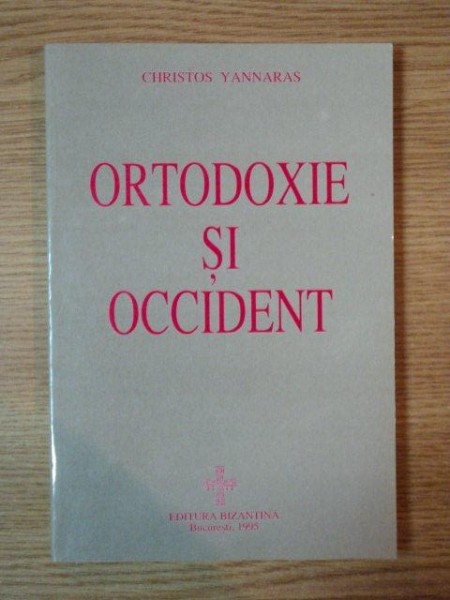 CHRISTOS YANNARAS
ORTODOXIE
ȘI
OCCIDENT
EDITURA BIZANTINĂ
București, 1995